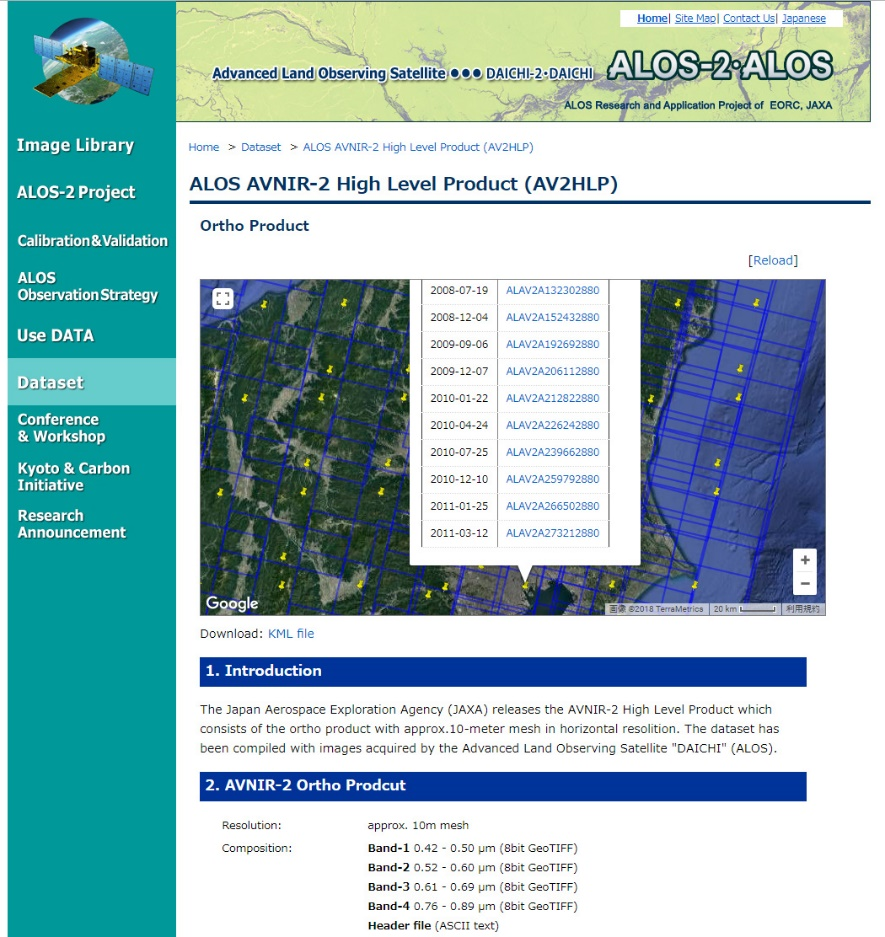 Home| Site Map| Contact Us| Japanese
Advanced Land Observing Satellite ●●● DAICHI-2・DAICHI ALOS-2・ALOS
ALOS Research and Application Project of EORC, JAXA
Image Library
ALOS-2 Project
Calibration & Validation
ALOS
Observation Strategy
Use DATA
Dataset
Conference
& Workshop
Kyoto & Carbon
Initiative
Research
Announcement
Home > Dataset > ALOS AVNIR-2 High Level Product (AV2HLP)
ALOS AVNIR-2 High Level Product (AV2HLP)
Ortho Product
[Reload]
2008-07-19 ALAV2A132302880
2008-12-04 ALAV2A152432880
2009-09-06 ALAV2A192692880
2009-12-07 ALAV2A206112880
2010-01-22 ALAV2A212822880
2010-04-24 ALAV2A226242880
2010-07-25 ALAV2A239662880
2010-12-10 ALAV2A259792880
2011-01-25 ALAV2A266502880
2011-03-12 ALAV2A273212880
+
−
Google
画像 ©2018 TerraMetrics 20 km 利用規約
Download: KML file
1. Introduction
The Japan Aerospace Exploration Agency (JAXA) releases the AVNIR-2 High Level Product which
consists of the ortho product with approx.10-meter mesh in horizontal resolition. The dataset has
been compiled with images acquired by the Advanced Land Observing Satellite "DAICHI" (ALOS).
2. AVNIR-2 Ortho Prodcut
Resolution: approx. 10m mesh
Composition: Band-1 0.42 - 0.50 μm (8bit GeoTIFF)
Band-2 0.52 - 0.60 μm (8bit GeoTIFF)
Band-3 0.61 - 0.69 μm (8bit GeoTIFF)
Band-4 0.76 - 0.89 μm (8bit GeoTIFF)
Header file (ASCII text)